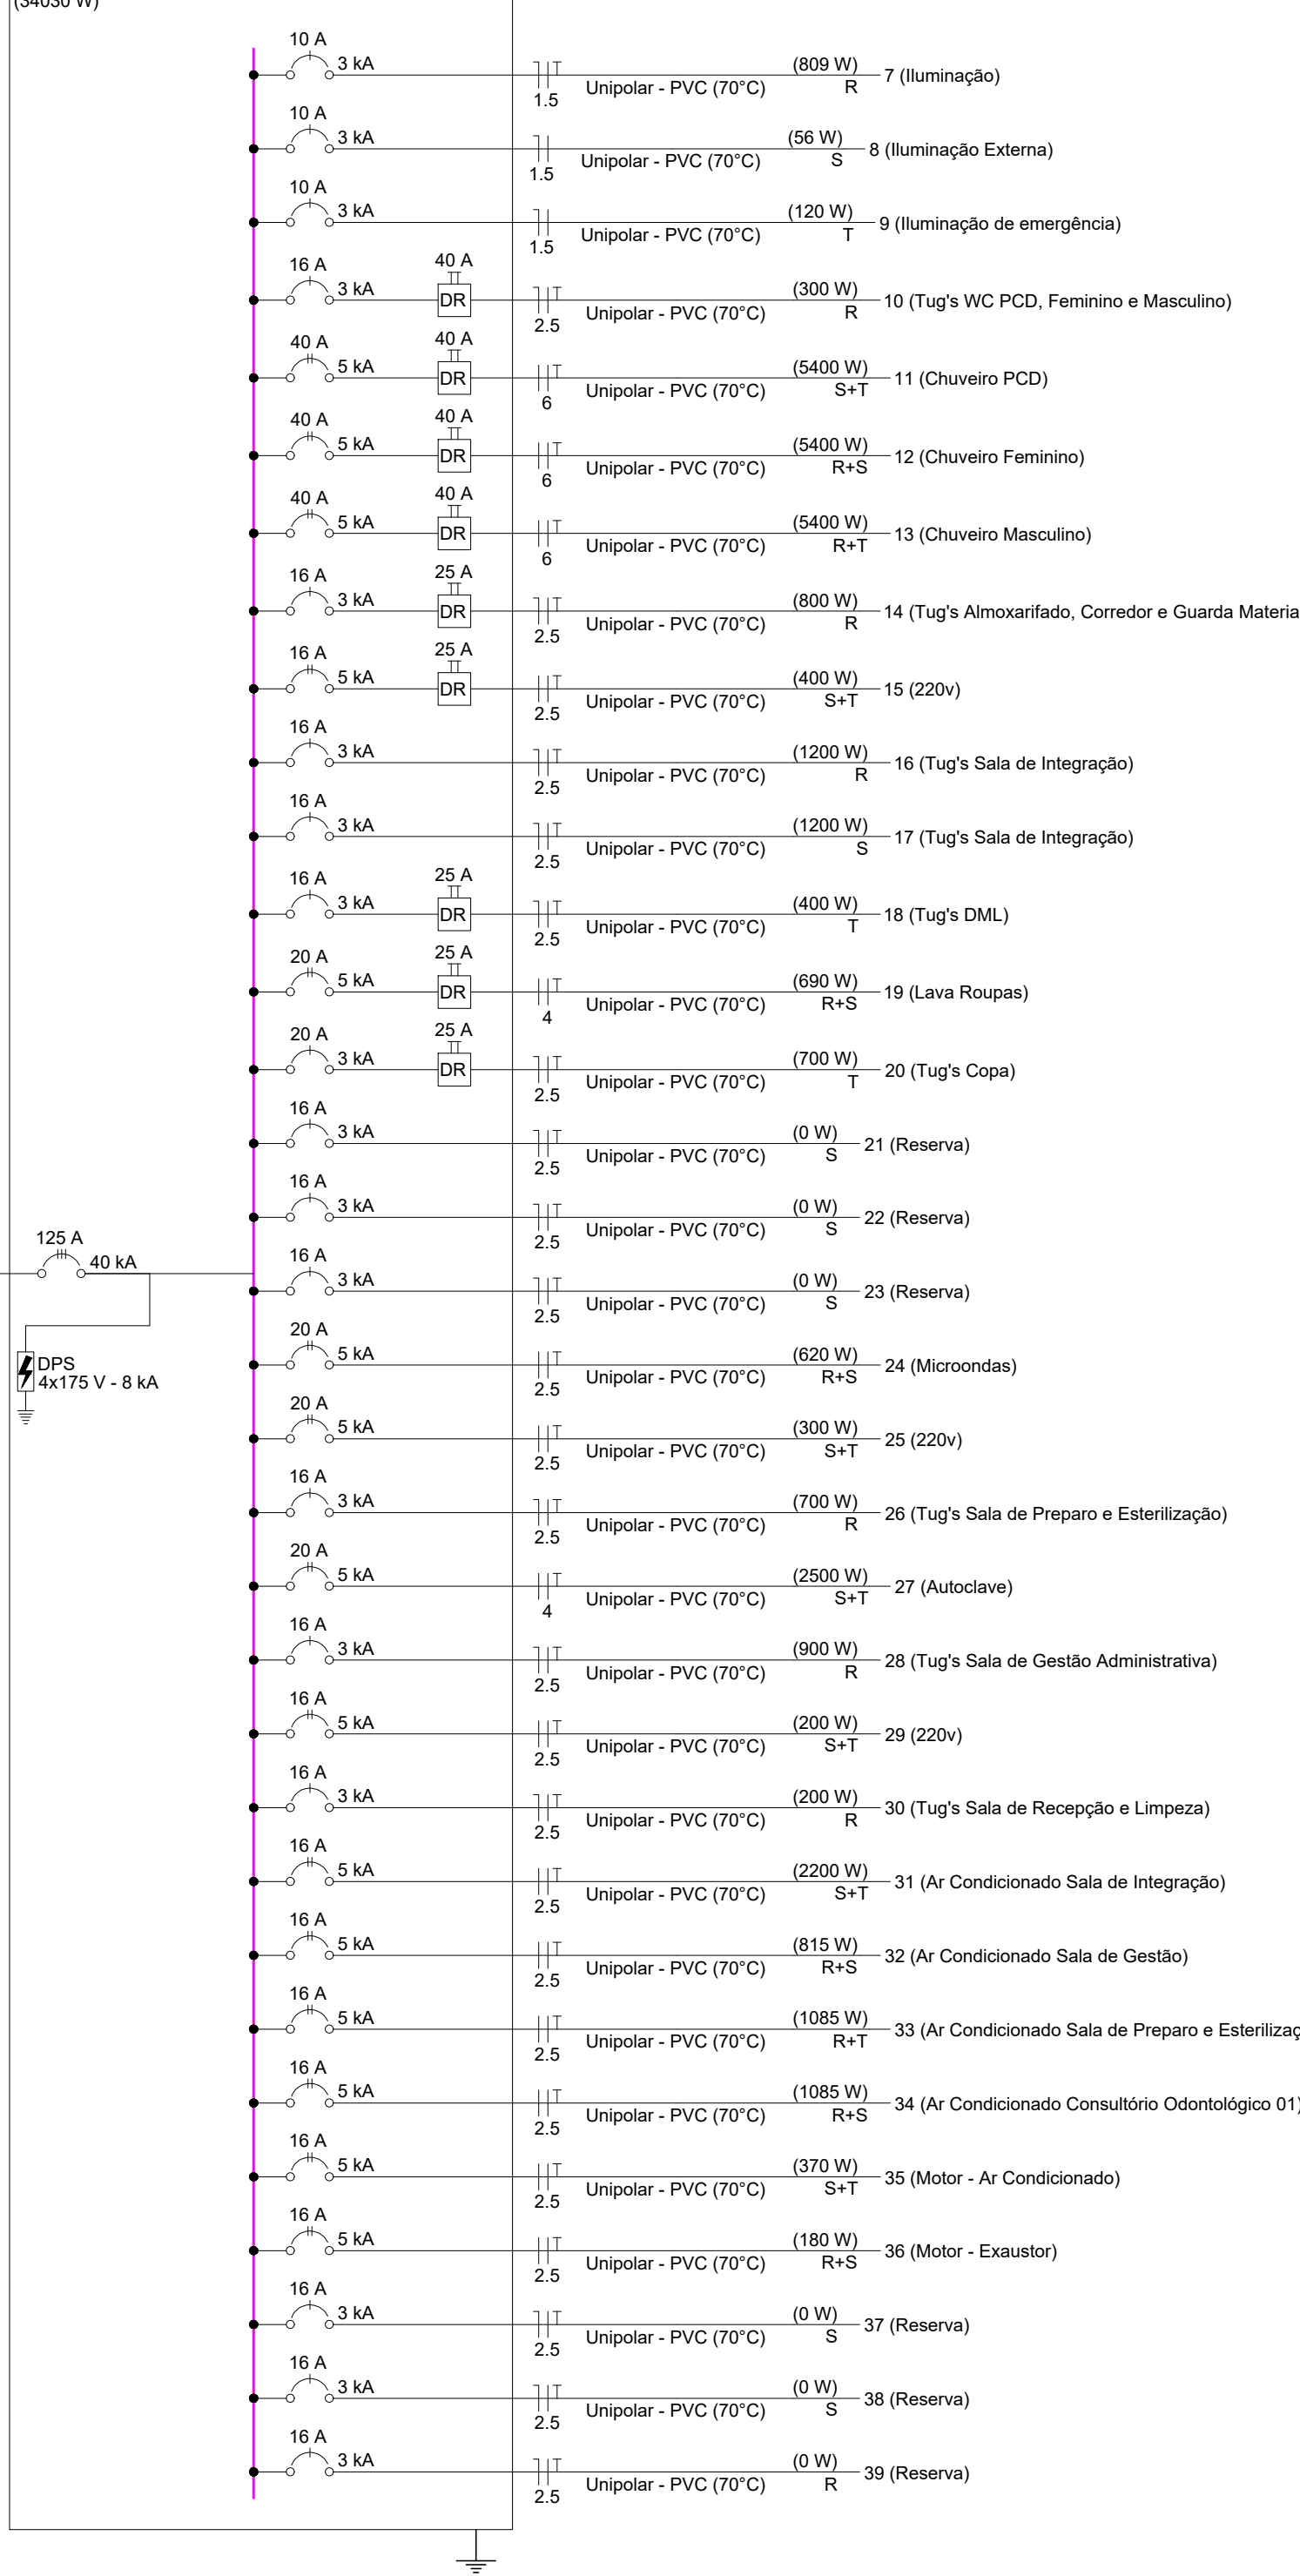 (34030 W)
10 A
3 kA
1.5
Unipolar - PVC (70°C)
(809 W)
R
7 (Iluminação)
10 A
3 kA
1.5
Unipolar - PVC (70°C)
(56 W)
S
8 (Iluminação Externa)
10 A
3 kA
1.5
Unipolar - PVC (70°C)
(120 W)
T
9 (Iluminação de emergência)
16 A
3 kA
40 A
DR
2.5
Unipolar - PVC (70°C)
(300 W)
R
10 (Tug's WC PCD, Feminino e Masculino)
40 A
5 kA
40 A
DR
6
Unipolar - PVC (70°C)
(5400 W)
S+T
11 (Chuveiro PCD)
40 A
5 kA
40 A
DR
6
Unipolar - PVC (70°C)
(5400 W)
R+S
12 (Chuveiro Feminino)
40 A
5 kA
40 A
DR
6
Unipolar - PVC (70°C)
(5400 W)
R+T
13 (Chuveiro Masculino)
16 A
3 kA
25 A
DR
2.5
Unipolar - PVC (70°C)
(800 W)
R
14 (Tug's Almoxarifado, Corredor e Guarda Materia
16 A
5 kA
25 A
DR
2.5
Unipolar - PVC (70°C)
(400 W)
S+T
15 (220v)
16 A
3 kA
2.5
Unipolar - PVC (70°C)
(1200 W)
R
16 (Tug's Sala de Integração)
16 A
3 kA
2.5
Unipolar - PVC (70°C)
(1200 W)
S
17 (Tug's Sala de Integração)
16 A
3 kA
25 A
DR
2.5
Unipolar - PVC (70°C)
(400 W)
T
18 (Tug's DML)
20 A
5 kA
25 A
DR
4
Unipolar - PVC (70°C)
(690 W)
R+S
19 (Lava Roupas)
20 A
3 kA
25 A
DR
2.5
Unipolar - PVC (70°C)
(700 W)
T
20 (Tug's Copa)
16 A
3 kA
2.5
Unipolar - PVC (70°C)
(0 W)
S
21 (Reserva)
16 A
3 kA
2.5
Unipolar - PVC (70°C)
(0 W)
S
22 (Reserva)
125 A
40 kA
DPS
4x175 V - 8 kA
16 A
3 kA
2.5
Unipolar - PVC (70°C)
(0 W)
S
23 (Reserva)
20 A
5 kA
2.5
Unipolar - PVC (70°C)
(620 W)
R+S
24 (Microondas)
20 A
5 kA
2.5
Unipolar - PVC (70°C)
(300 W)
S+T
25 (220v)
16 A
3 kA
2.5
Unipolar - PVC (70°C)
(700 W)
R
26 (Tug's Sala de Preparo e Esterilização)
20 A
5 kA
4
Unipolar - PVC (70°C)
(2500 W)
S+T
27 (Autoclave)
16 A
3 kA
2.5
Unipolar - PVC (70°C)
(900 W)
R
28 (Tug's Sala de Gestão Administrativa)
16 A
5 kA
2.5
Unipolar - PVC (70°C)
(200 W)
S+T
29 (220v)
16 A
3 kA
2.5
Unipolar - PVC (70°C)
(200 W)
R
30 (Tug's Sala de Recepção e Limpeza)
16 A
5 kA
2.5
Unipolar - PVC (70°C)
(2200 W)
S+T
31 (Ar Condicionado Sala de Integração)
16 A
5 kA
2.5
Unipolar - PVC (70°C)
(815 W)
R+S
32 (Ar Condicionado Sala de Gestão)
16 A
5 kA
2.5
Unipolar - PVC (70°C)
(1085 W)
R+T
33 (Ar Condicionado Sala de Preparo e Esterilizaç
16 A
5 kA
2.5
Unipolar - PVC (70°C)
(1085 W)
R+S
34 (Ar Condicionado Consultório Odontológico 01)
16 A
5 kA
2.5
Unipolar - PVC (70°C)
(370 W)
S+T
35 (Motor - Ar Condicionado)
16 A
5 kA
2.5
Unipolar - PVC (70°C)
(180 W)
R+S
36 (Motor - Exaustor)
16 A
3 kA
2.5
Unipolar - PVC (70°C)
(0 W)
S
37 (Reserva)
16 A
3 kA
2.5
Unipolar - PVC (70°C)
(0 W)
S
38 (Reserva)
16 A
3 kA
2.5
Unipolar - PVC (70°C)
(0 W)
R
39 (Reserva)